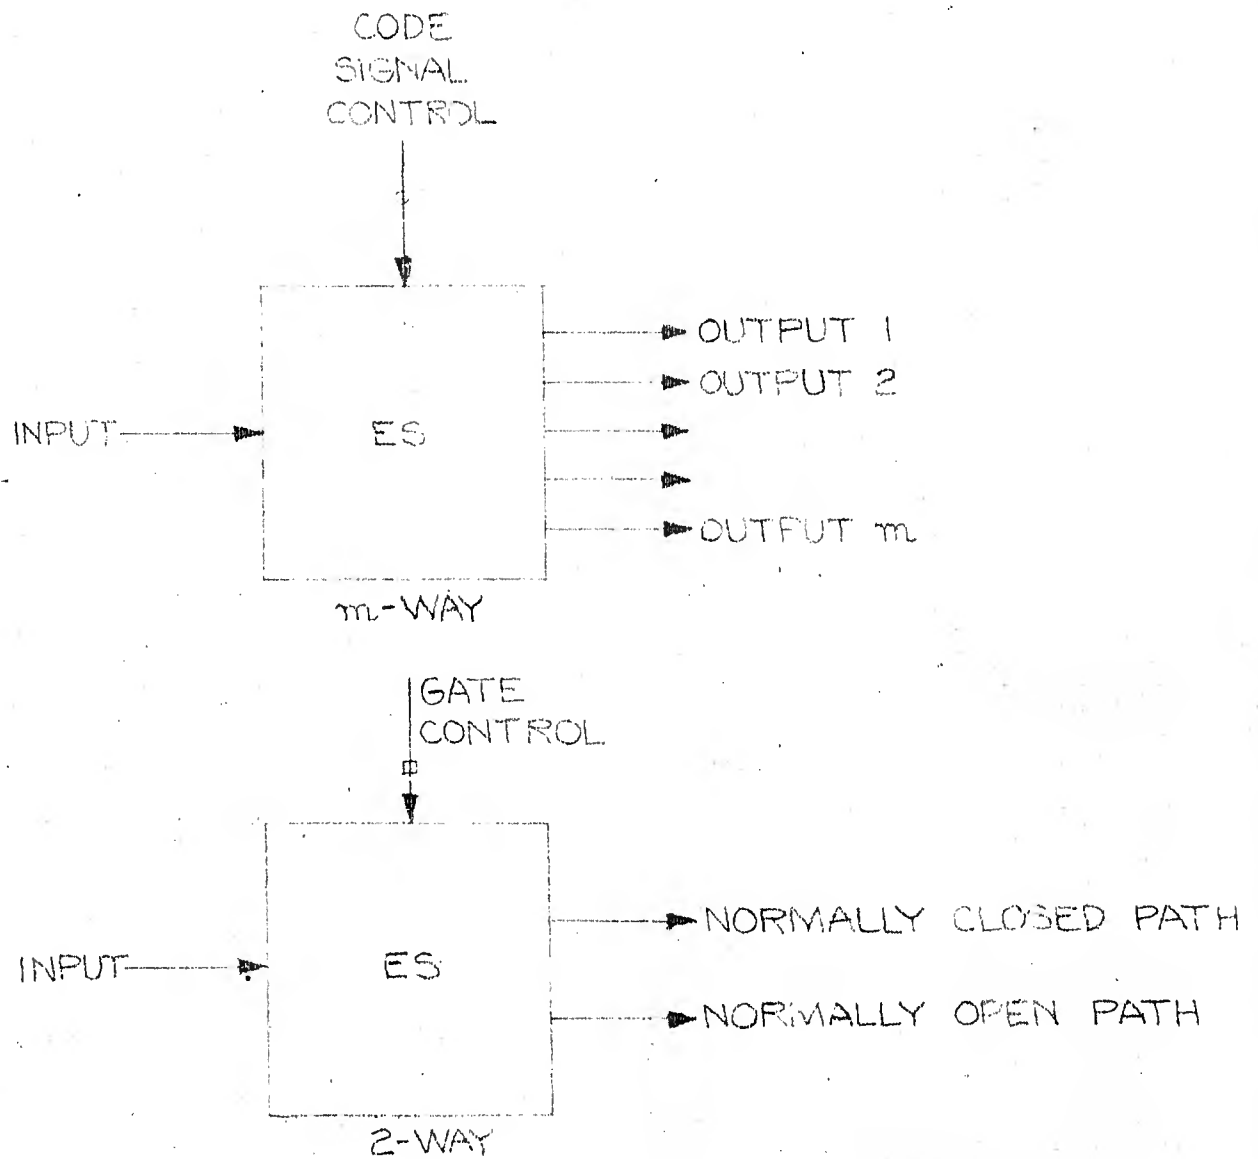 CODE
SIGNAL
CONTROL
OUTPUT 1
OUTPUT 2
INPUT
ES
OUTPUT m
m-WAY
GATE
CONTROL
NORMALLY CLOSED PATH
INPUT
ES
NORMALLY OPEN PATH
2-WAY